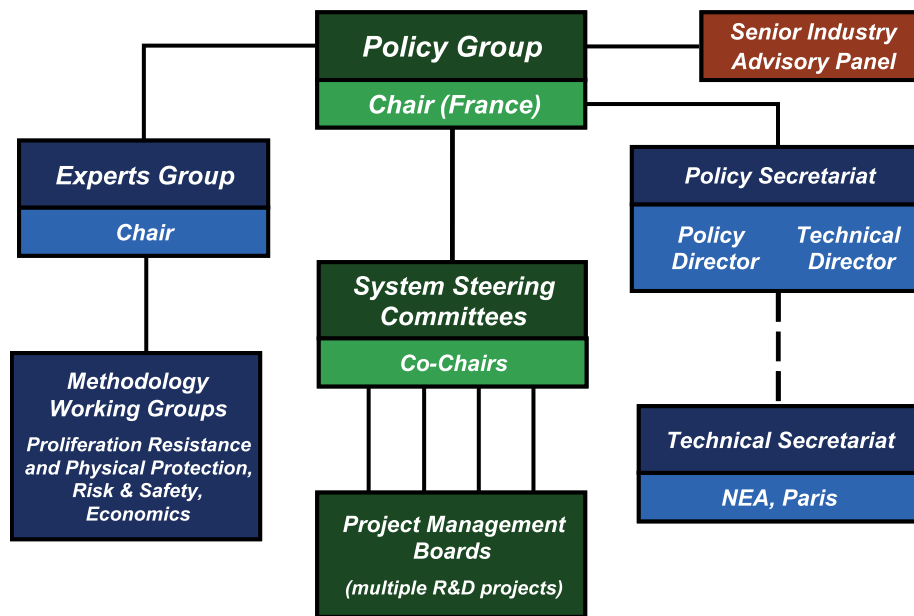 Policy Group
Chair (France)
Senior Industry
Advisory Panel
Experts Group
Chair
Policy Secretariat
Policy
Director
Technical
Director
System Steering
Committees
Co-Chairs
Methodology
Working Groups
Proliferation Resistance
and Physical Protection,
Risk & Safety,
Economics
Technical Secretariat
NEA, Paris
Project Management
Boards
(multiple R&D projects)